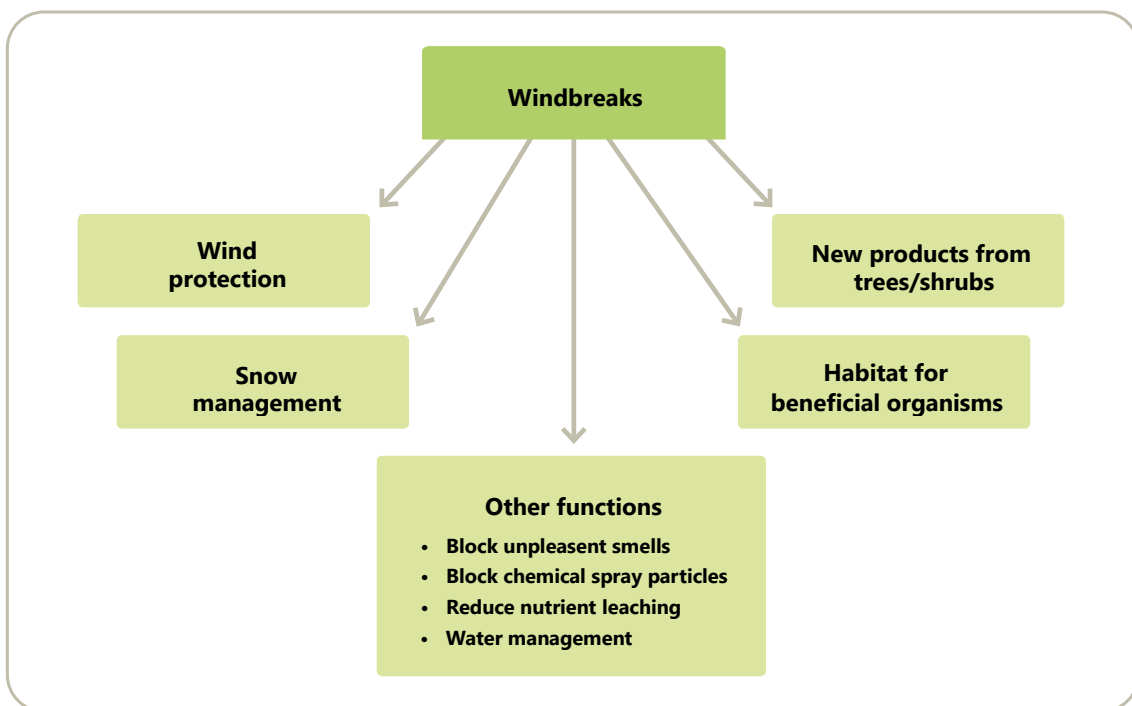 Windbreaks
Wind
protection
New products from
trees/shrubs
Snow
management
Habitat for
beneficial organisms
Other functions
• Block unpleasent smells
• Block chemical spray particles
• Reduce nutrient leaching
• Water management